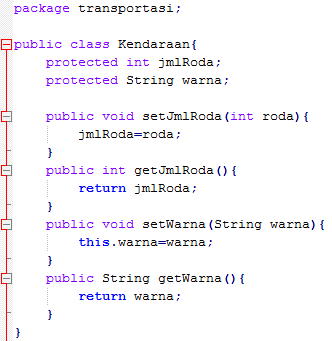 package transportasi;
public class Kendaraan{
protected int jmlRoda;
protected String warna;
public void setJmlRoda(int roda){
jmlRoda=roda;
}
public int getJmlRoda(){
return jmlRoda;
}
public void setWarna(String warna){
this.warna=warna;
}
public String getWarna(){
return warna;
}
}